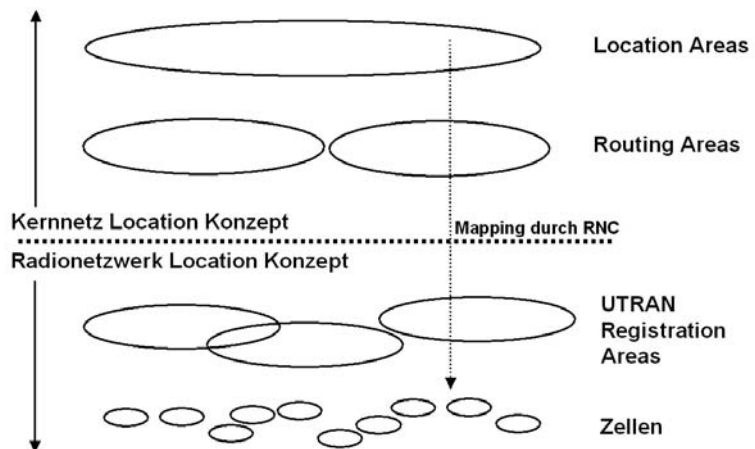 Location Areas
Routing Areas
Kernnetz Location Konzept
Mapping durch RNC
Radionetzwerk Location Konzept
UTRAN
Registration
Areas
Zellen